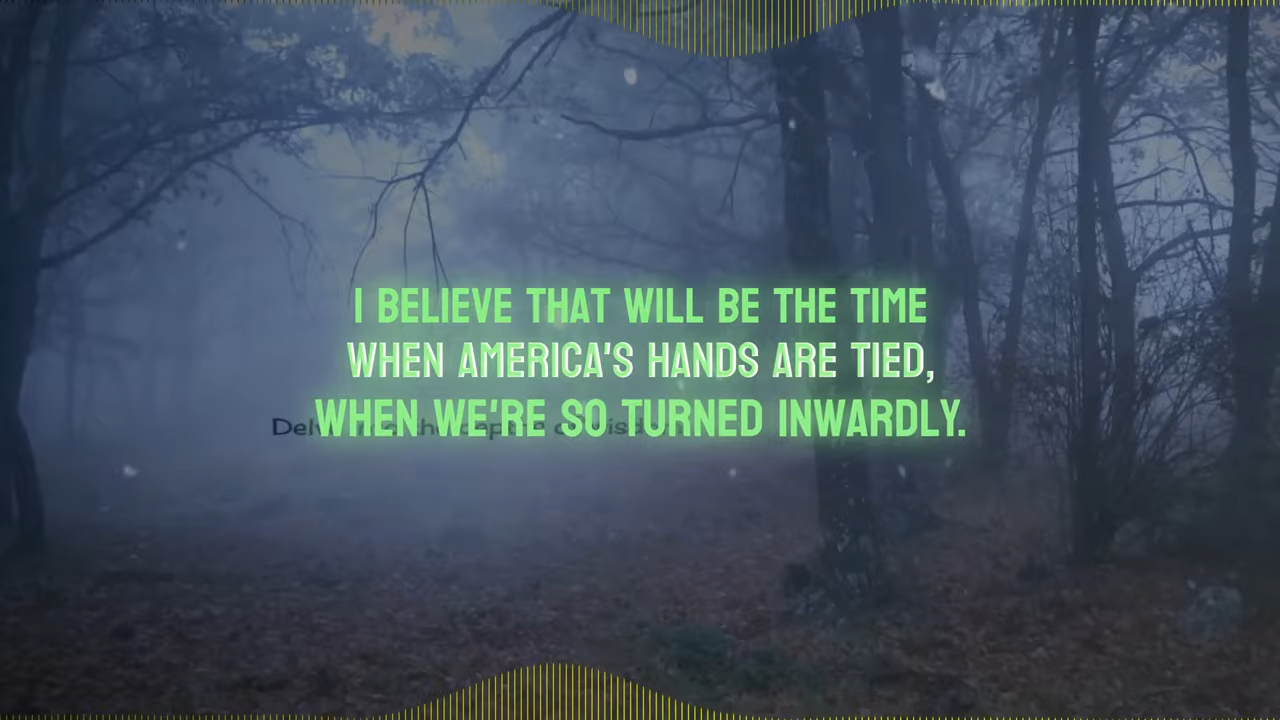 I BELIEVE THAT WILL BE THE TIME
WHEN AMERICA'S HANDS ARE TIED,
WHEN WE'RE SO TURNED INWARDLY.